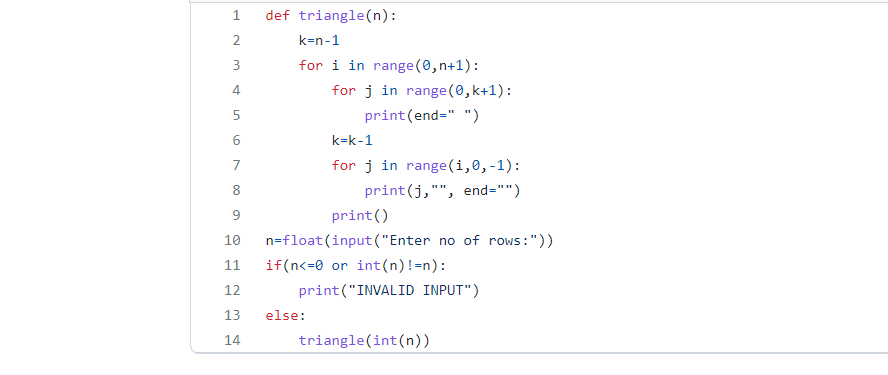 1 def triangle(n):
2     k=n-1
3     for i in range(0,n+1):
4         for j in range(0,k+1):
5             print(end=" ")
6         k=k-1
7         for j in range(i,0,-1):
8             print(j,"", end="")
9         print()
10 n=float(input("Enter no of rows:"))
11 if(n<=0 or int(n)!=n):
12     print("INVALID INPUT")
13 else:
14     triangle(int(n))